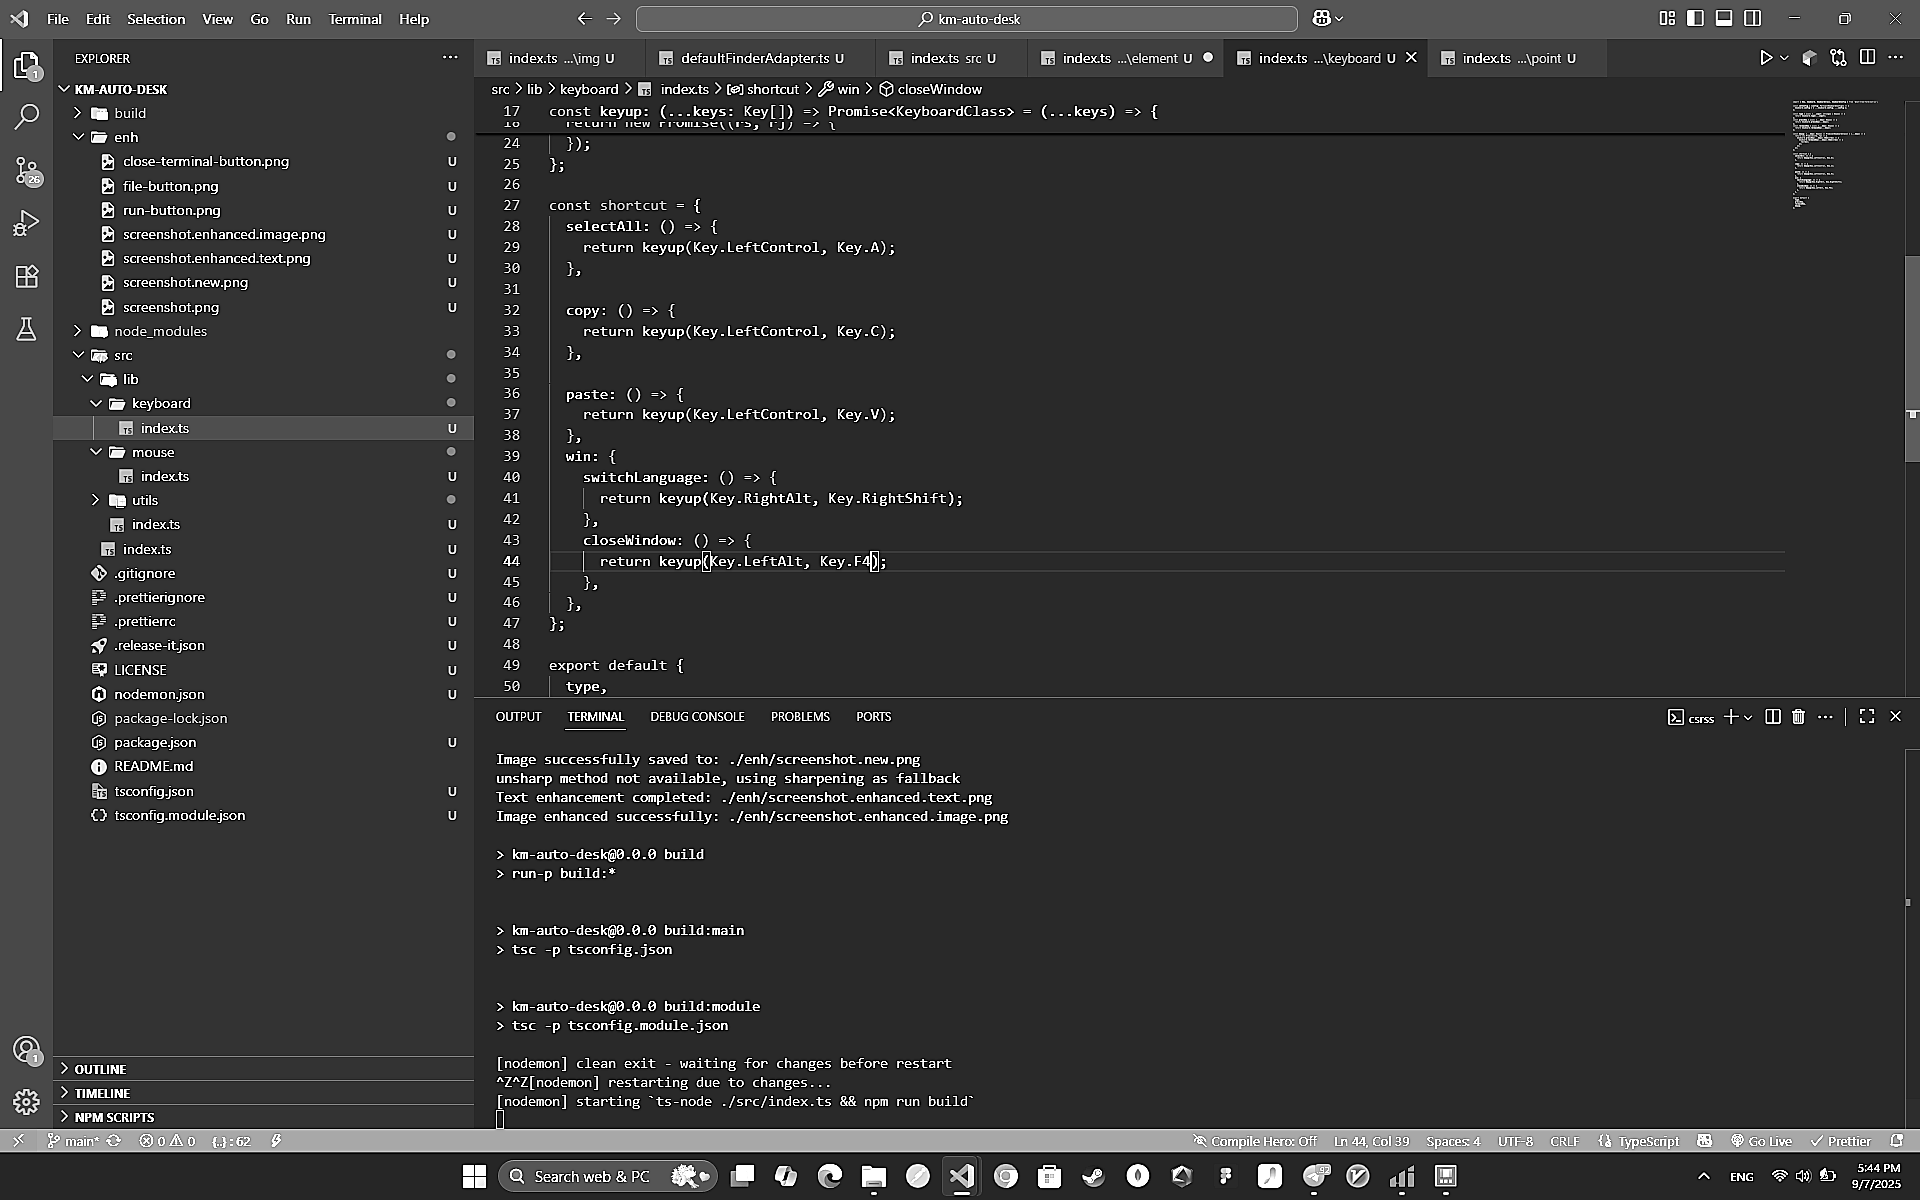 File Edit Selection View Go Run Terminal Help
km-auto-desk
EXPLORER
KM-AUTO-DESK
build
enh
close-terminal-button.png U
file-button.png U
run-button.png U
screenshot.enhanced.image.png U
screenshot.enhanced.text.png U
screenshot.new.png U
screenshot.png U
node_modules
src
lib
keyboard
index.ts U
mouse
index.ts U
utils
index.ts U
index.ts U
.gitignore U
.prettierignore U
.prettierrc U
.release-it.json U
LICENSE U
nodemon.json U
package-lock.json
package.json U
README.md
tsconfig.json U
tsconfig.module.json U
OUTLINE
TIMELINE
NPM SCRIPTS
1
26
1
index.ts ...\img U
defaultFinderAdapter.ts U
index.ts src U
index.ts ...\element U
index.ts ...\keyboard U
index.ts ...\point U
src > lib > keyboard > TS index.ts > shortcut > win > closeWindow
17 const keyup: (...keys: Key[]) => Promise<KeyboardClass> = (...keys) => {
18 return new Promise((rs, rj) => {
24 });
25 };
26
27 const shortcut = {
28 selectAll: () => {
29 return keyup(Key.LeftControl, Key.A);
30 },
31
32 copy: () => {
33 return keyup(Key.LeftControl, Key.C);
34 },
35
36 paste: () => {
37 return keyup(Key.LeftControl, Key.V);
38 },
39 win: {
40 switchLanguage: () => {
41 return keyup(Key.RightAlt, Key.RightShift);
42 },
43 closeWindow: () => {
44 return keyup(Key.LeftAlt, Key.F4);
45 },
46 },
47 };
48
49 export default {
50 type,
OUTPUT TERMINAL DEBUG CONSOLE PROBLEMS PORTS
csrss
Image successfully saved to: ./enh/screenshot.new.png
unsharp method not available, using sharpening as fallback
Text enhancement completed: ./enh/screenshot.enhanced.text.png
Image enhanced successfully: ./enh/screenshot.enhanced.image.png
> km-auto-desk@0.0.0 build
> run-p build:*
> km-auto-desk@0.0.0 build:main
> tsc -p tsconfig.json
> km-auto-desk@0.0.0 build:module
> tsc -p tsconfig.module.json
[nodemon] clean exit - waiting for changes before restart
^Z^Z[nodemon] restarting due to changes...
[nodemon] starting `ts-node ./src/index.ts && npm run build`
main* 0 0 {..} : 62
Compile Hero: Off Ln 44, Col 39 Spaces: 4 UTF-8 CRLF TypeScript Go Live Prettier
Search web & PC
92
ENG
5:44 PM
9/7/2025